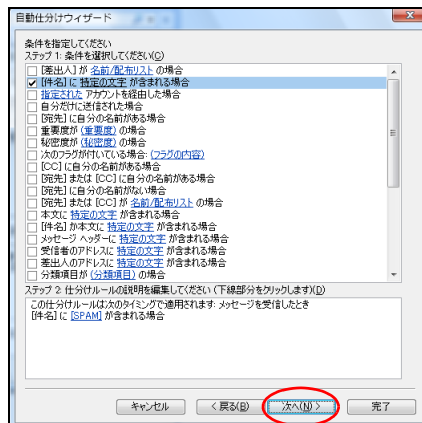 自動仕分けウィザード
条件を指定してください
ステップ 1: 条件を選択してください(C)
[差出人] が 名前/配布リスト の場合
[件名] に 特定の文字 が含まれる場合
指定された アカウントを経由した場合
自分だけに送信された場合
[宛先] に自分の名前がある場合
重要度が (重要度) の場合
秘密度が (秘密度) の場合
次のフラグが付いている場合: (フラグの内容)
[CC] に自分の名前がある場合
[宛先] または [CC] に自分の名前がある場合
[宛先] に自分の名前がない場合
[宛先] または [CC] が 名前/配布リスト の場合
本文に 特定の文字 が含まれる場合
[件名] か本文に 特定の文字 が含まれる場合
メッセージ ヘッダーに 特定の文字 が含まれる場合
受信者のアドレスに 特定の文字 が含まれる場合
差出人のアドレスに 特定の文字 が含まれる場合
分類項目が (分類項目) の場合
ステップ 2: 仕分けルールの説明を編集してください (下線部分をクリックします)(D)
この仕分けルールは次のタイミングで適用されます: メッセージを受信したとき
[件名] に [SPAM] が含まれる場合
キャンセル
< 戻る(B)
次へ(N) >
完了